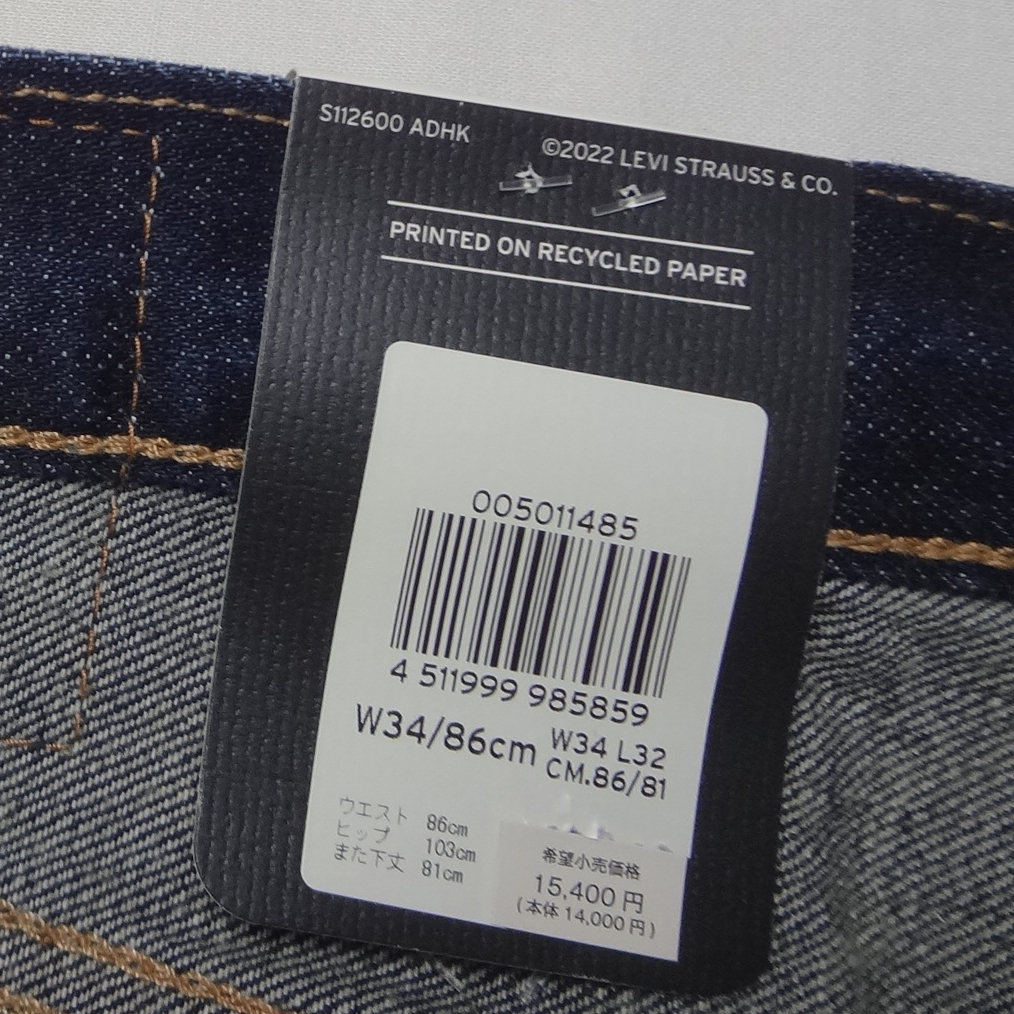 S112600 ADHK
©2022 LEVI STRAUSS & CO.
PRINTED ON RECYCLED PAPER
005011485
4 511999 985859
W34/86cm
W34 L32
CM.86/81
ウエスト 86cm
ヒップ 103cm
また下丈 81cm
希望小売価格
15,400円
(本体14,000円)